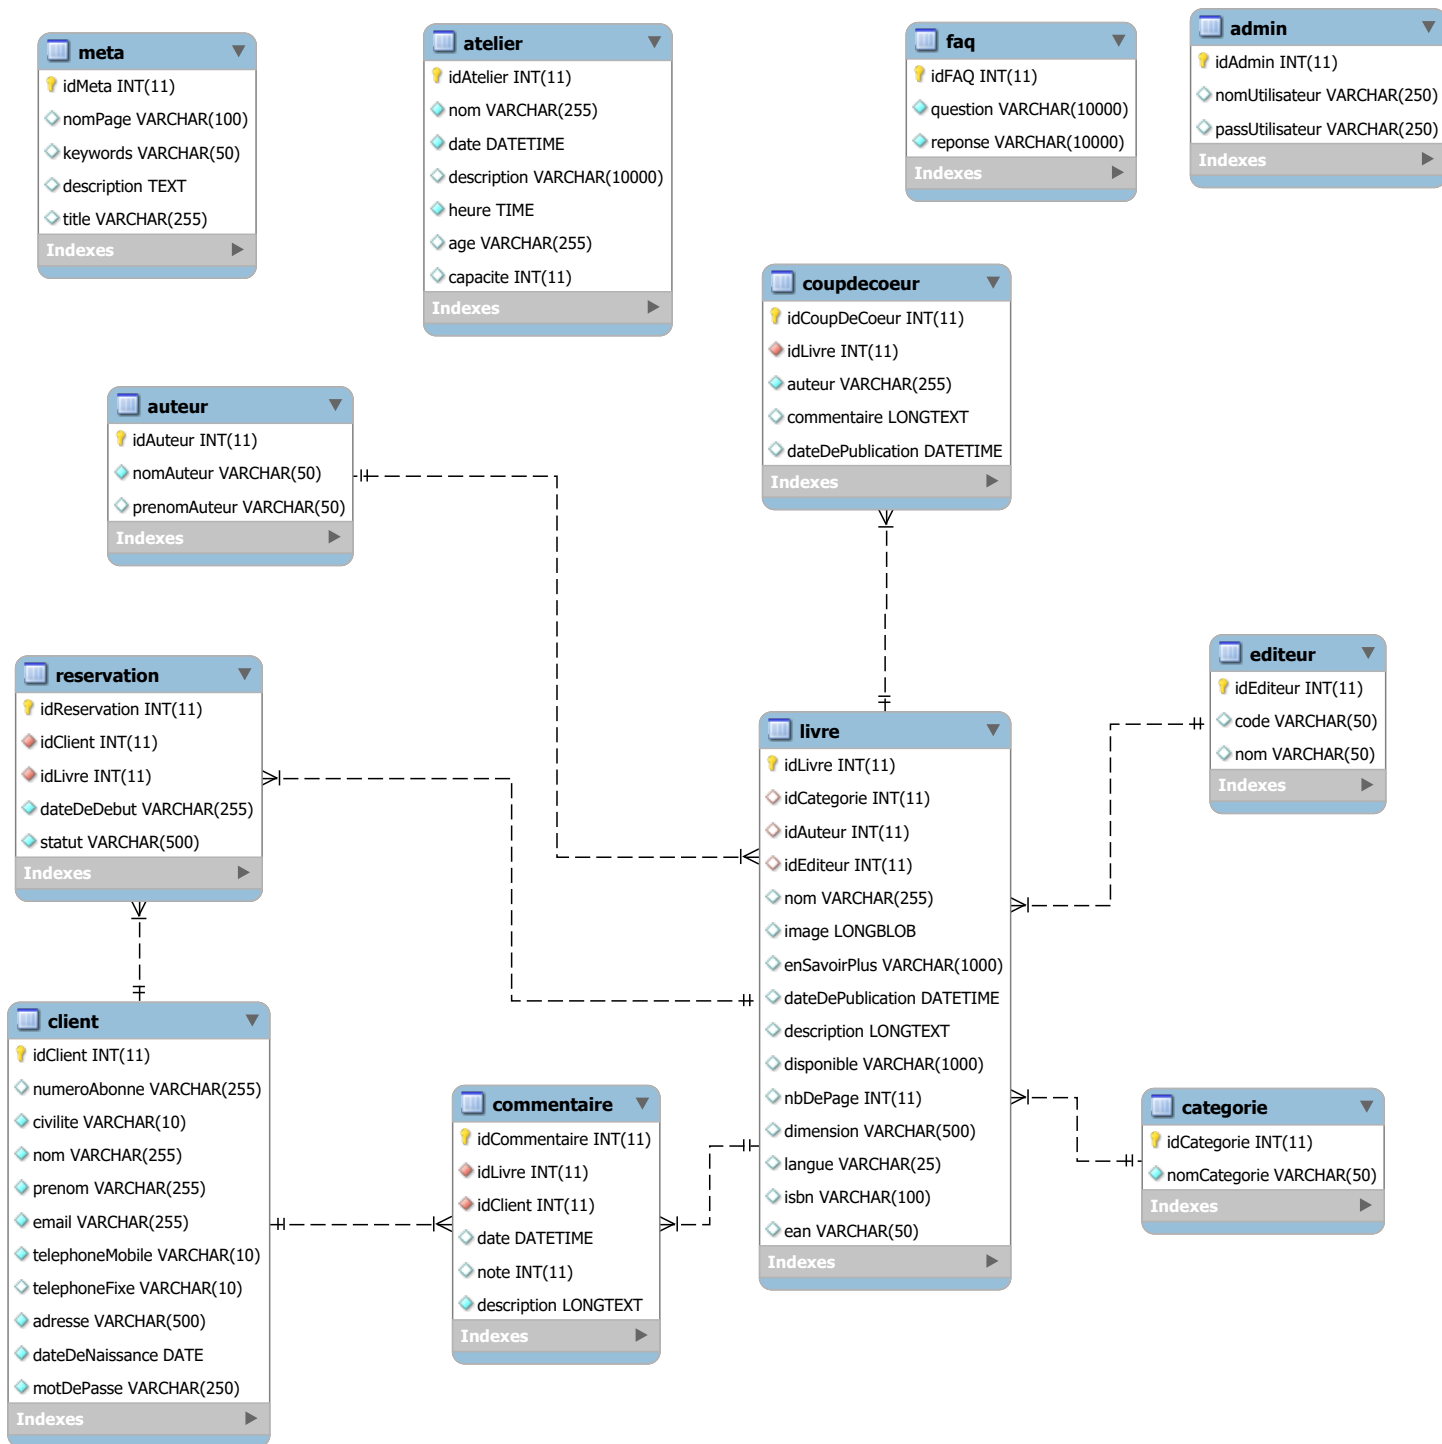 meta
idMeta INT(11)
nomPage VARCHAR(100)
keywords VARCHAR(50)
description TEXT
title VARCHAR(255)
Indexes
atelier
idAtelier INT(11)
nom VARCHAR(255)
date DATETIME
description VARCHAR(10000)
heure TIME
age VARCHAR(255)
capacite INT(11)
Indexes
faq
idFAQ INT(11)
question VARCHAR(10000)
reponse VARCHAR(10000)
Indexes
admin
idAdmin INT(11)
nomUtilisateur VARCHAR(250)
passUtilisateur VARCHAR(250)
Indexes
coupdecoeur
idCoupDeCoeur INT(11)
idLivre INT(11)
auteur VARCHAR(255)
commentaire LONGTEXT
dateDePublication DATETIME
Indexes
auteur
idAuteur INT(11)
nomAuteur VARCHAR(50)
prenomAuteur VARCHAR(50)
Indexes
reservation
idReservation INT(11)
idClient INT(11)
idLivre INT(11)
dateDeDebut VARCHAR(255)
statut VARCHAR(500)
Indexes
livre
idLivre INT(11)
idCategorie INT(11)
idAuteur INT(11)
idEditeur INT(11)
nom VARCHAR(255)
image LONGBLOB
enSavoirPlus VARCHAR(1000)
dateDePublication DATETIME
description LONGTEXT
disponible VARCHAR(1000)
nbDePage INT(11)
dimension VARCHAR(500)
langue VARCHAR(25)
isbn VARCHAR(100)
ean VARCHAR(50)
Indexes
editeur
idEditeur INT(11)
code VARCHAR(50)
nom VARCHAR(50)
Indexes
client
idClient INT(11)
numeroAbonne VARCHAR(255)
civilite VARCHAR(10)
nom VARCHAR(255)
prenom VARCHAR(255)
email VARCHAR(255)
telephoneMobile VARCHAR(10)
telephoneFixe VARCHAR(10)
adresse VARCHAR(500)
dateDeNaissance DATE
motDePasse VARCHAR(250)
Indexes
commentaire
idCommentaire INT(11)
idLivre INT(11)
idClient INT(11)
date DATETIME
note INT(11)
description LONGTEXT
Indexes
categorie
idCategorie INT(11)
nomCategorie VARCHAR(50)
Indexes